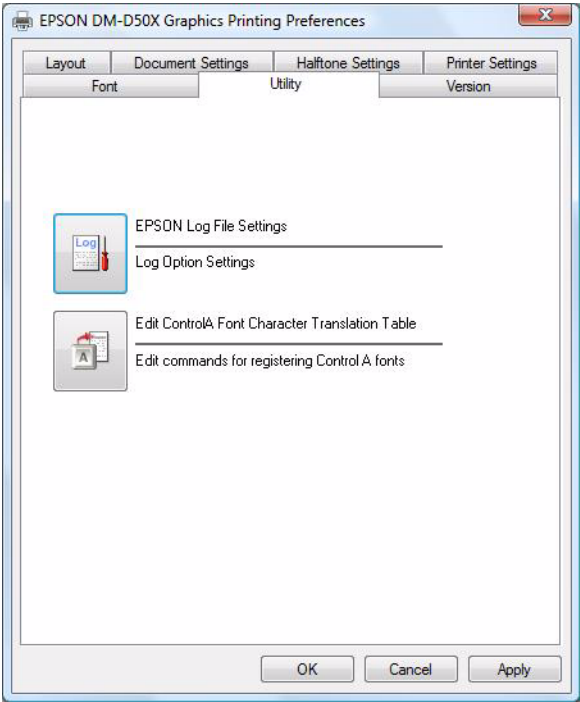 EPSON DM-D50X Graphics Printing Preferences
Layout Document Settings Halftone Settings Printer Settings
Font Utility Version
Log
EPSON Log File Settings
Log Option Settings
A
Edit ControlA Font Character Translation Table
Edit commands for registering Control A fonts
OK Cancel Apply